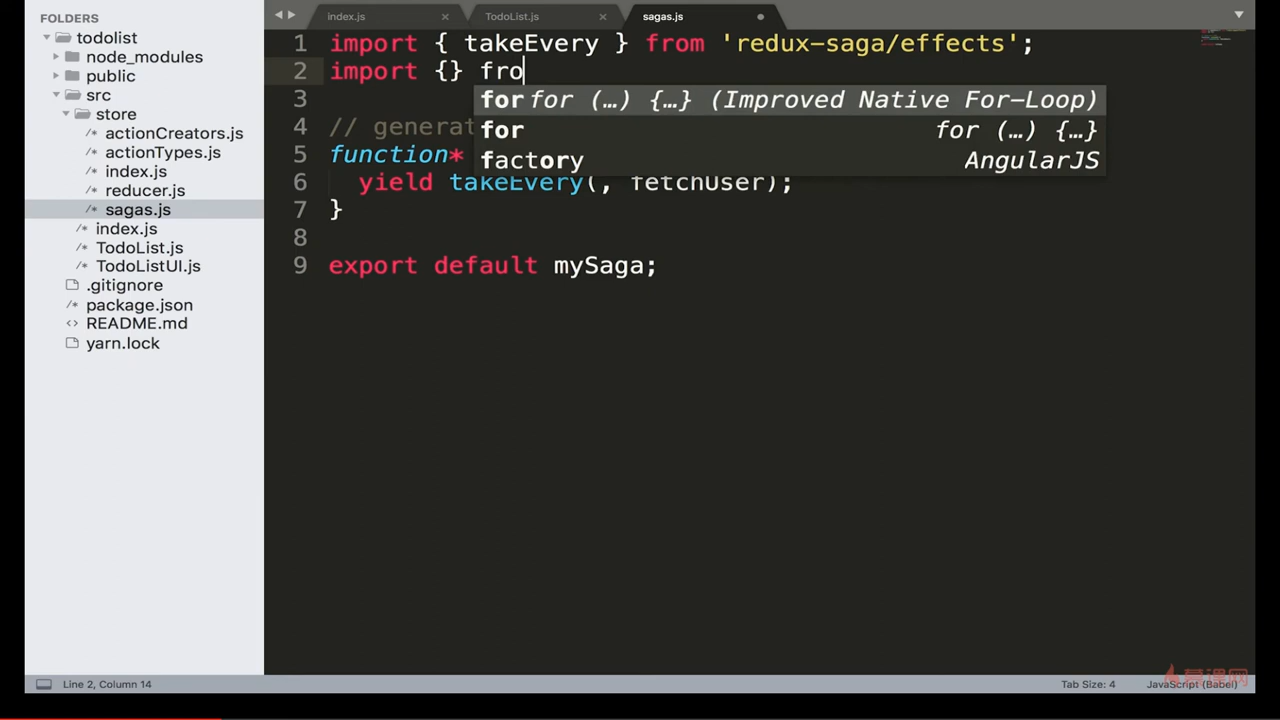 FOLDERS
todolist
node_modules
public
src
store
actionCreators.js
actionTypes.js
index.js
reducer.js
sagas.js
index.js
TodoList.js
TodoListUI.js
.gitignore
package.json
README.md
yarn.lock
index.js × TodoList.js × sagas.js
1 import { takeEvery } from 'redux-saga/effects';
2 import {} fro
for for (…) {…} (Improved Native For-Loop)
for for (…) {…}
factory AngularJS
3
4 // generat
5 function*
6 yield takeEvery(, fetchUser);
7 }
8
9 export default mySaga;
慕课网
Line 2, Column 14 Tab Size: 4 JavaScript (Babel)